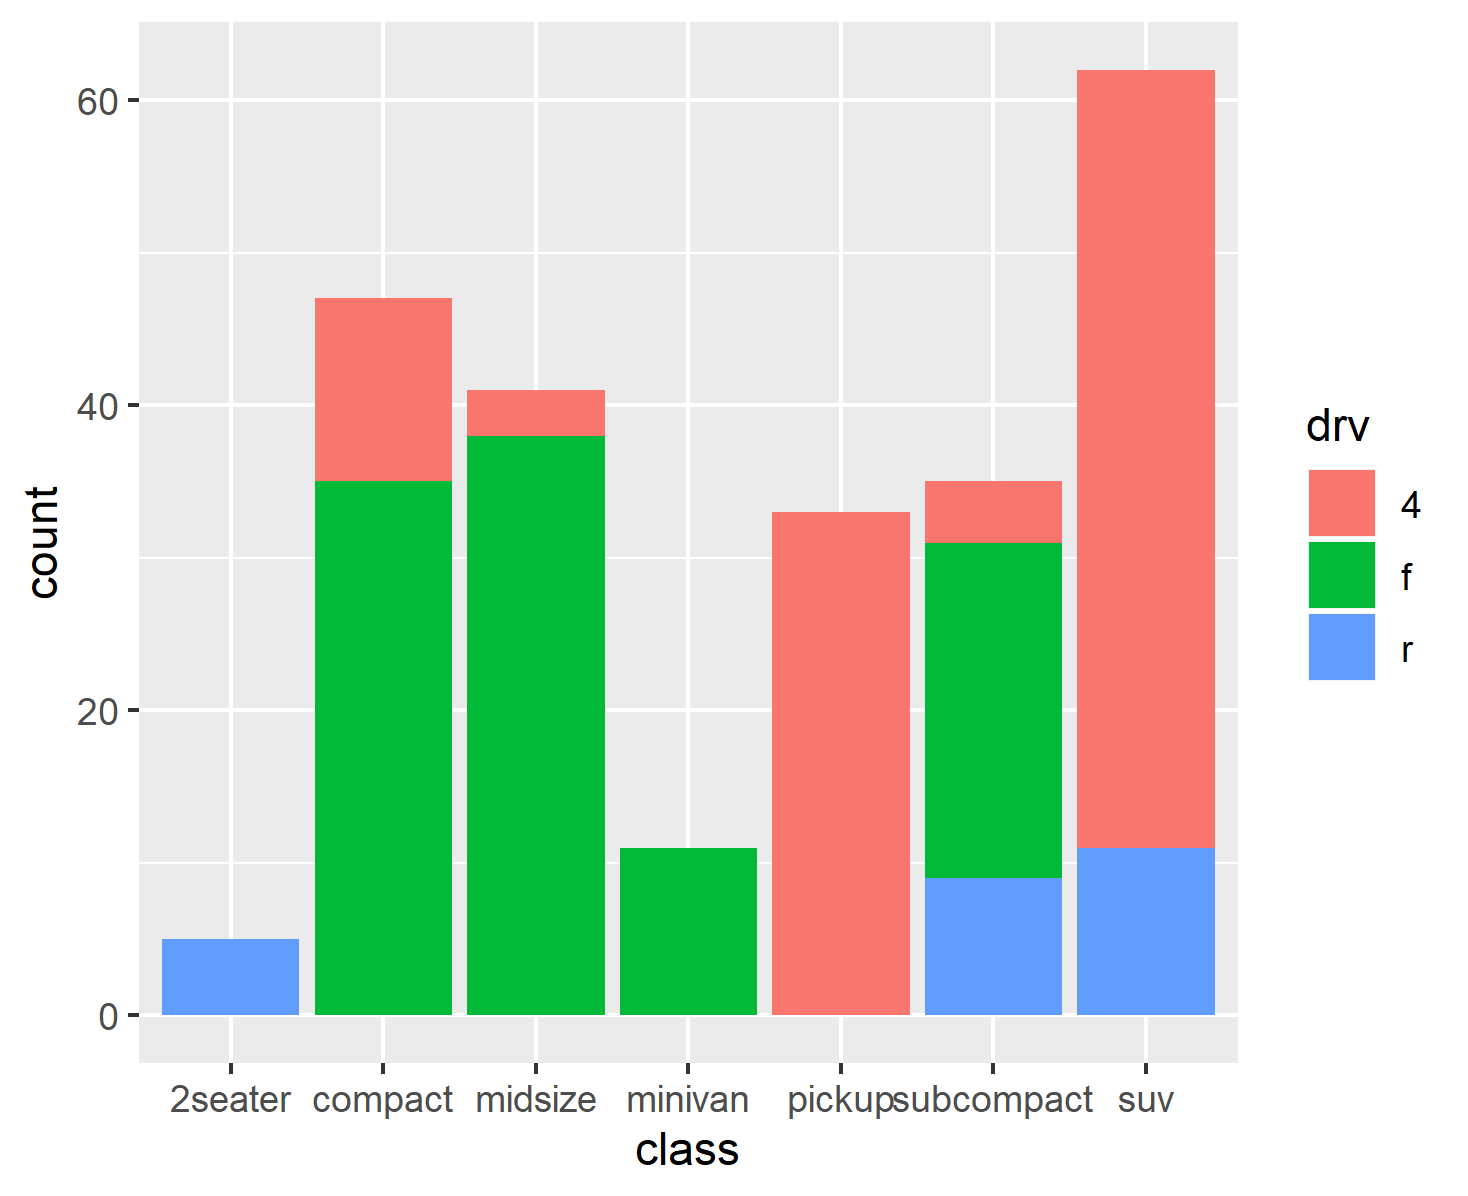 60
40
20
0
count
2seater compact midsize minivan pickup subcompact suv
class
drv
4
f
r